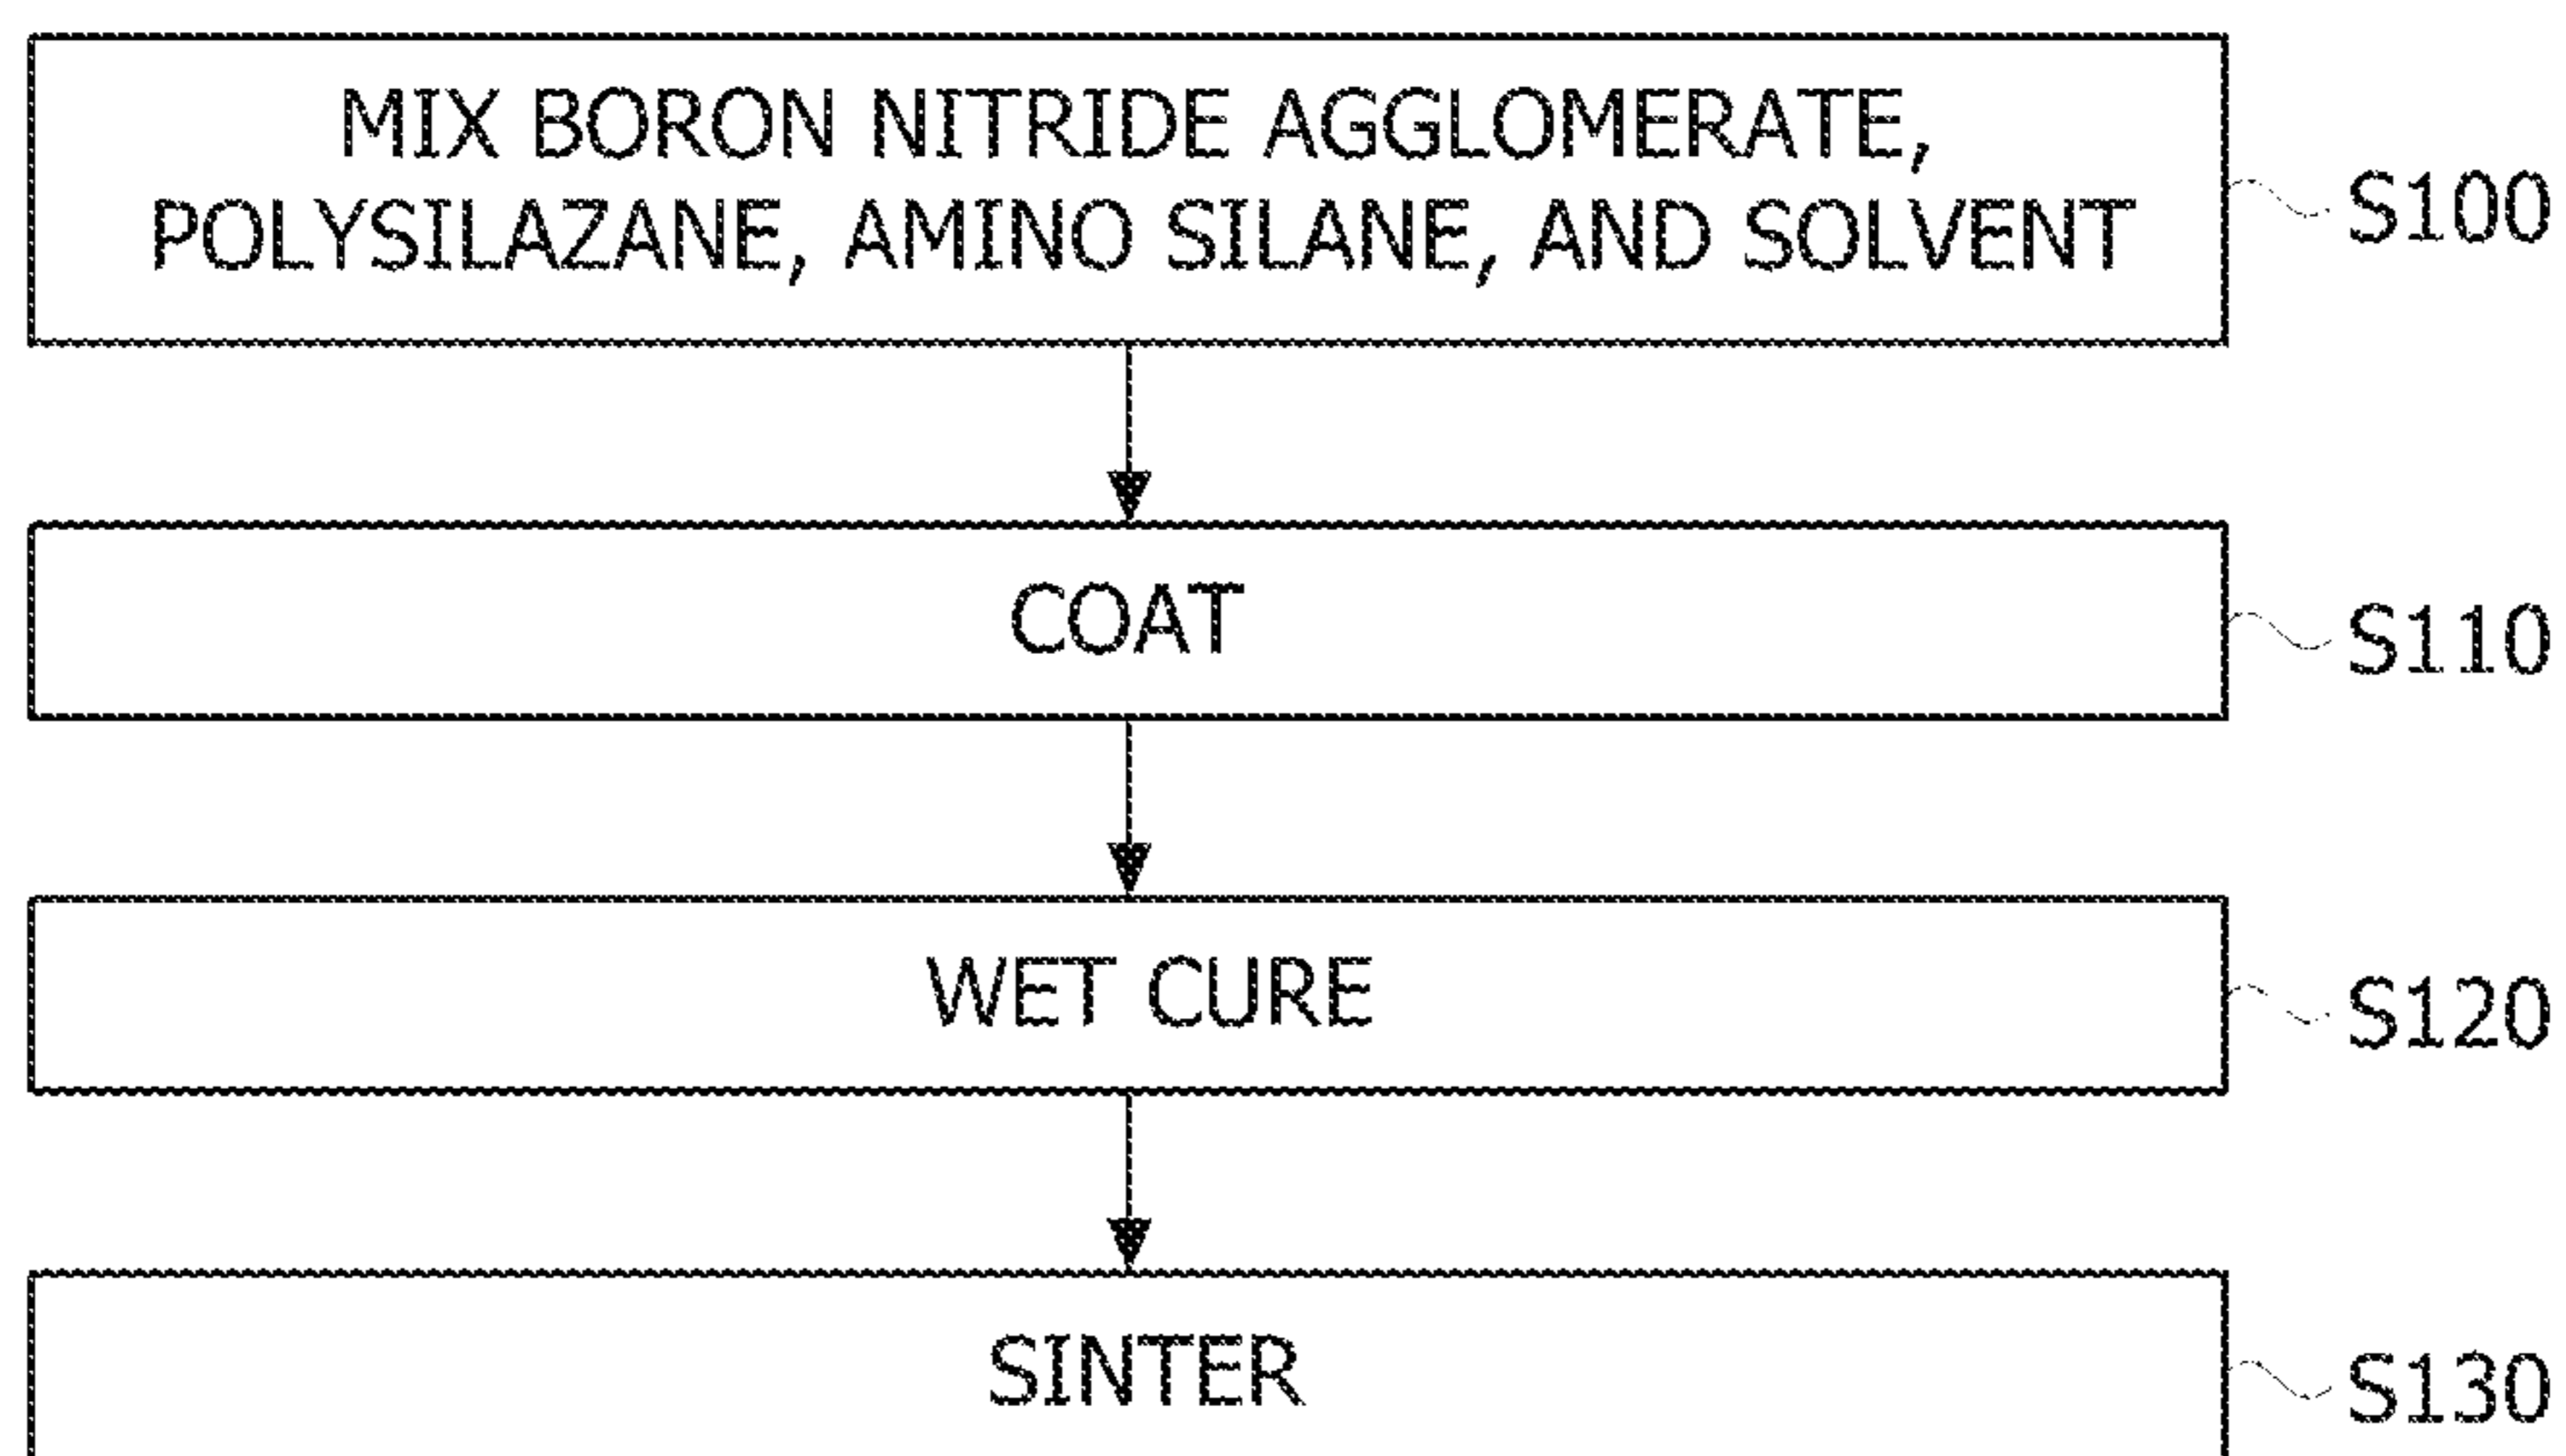 MIX BORON NITRIDE AGGLOMERATE,
POLYSILAZANE, AMINO SILANE, AND SOLVENT
S100
COAT
S110
WET CURE
S120
SINTER
S130